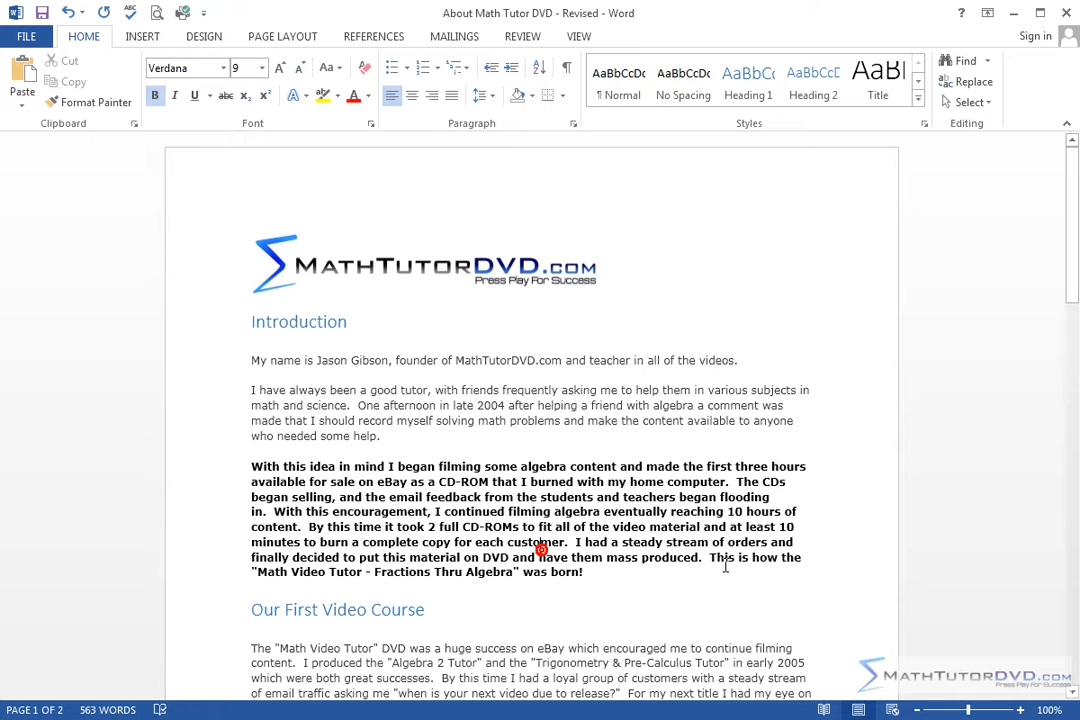 About Math Tutor DVD - Revised - Word
FILE HOME INSERT DESIGN PAGE LAYOUT REFERENCES MAILINGS REVIEW VIEW Sign in
Paste
Cut
Copy
Format Painter
Clipboard
Verdana 9
Font
Paragraph
AaBbCcDc AaBbCcDc AaBbCc AaBbCcD AaBl
¶ Normal No Spacing Heading 1 Heading 2 Title
Styles
Find
Replace
Select
Editing
MATHTUTORDVD.COM
Press Play For Success
Introduction
My name is Jason Gibson, founder of MathTutorDVD.com and teacher in all of the videos.
I have always been a good tutor, with friends frequently asking me to help them in various subjects in
math and science. One afternoon in late 2004 after helping a friend with algebra a comment was
made that I should record myself solving math problems and make the content available to anyone
who needed some help.
With this idea in mind I began filming some algebra content and made the first three hours
available for sale on eBay as a CD-ROM that I burned with my home computer. The CDs
began selling, and the email feedback from the students and teachers began flooding
in. With this encouragement, I continued filming algebra eventually reaching 10 hours of
content. By this time it took 2 full CD-ROMs to fit all of the video material and at least 10
minutes to burn a complete copy for each customer. I had a steady stream of orders and
finally decided to put this material on DVD and have them mass produced. This is how the
"Math Video Tutor - Fractions Thru Algebra" was born!
Our First Video Course
The "Math Video Tutor" DVD was a huge success on eBay which encouraged me to continue filming
content. I produced the "Algebra 2 Tutor" and the "Trigonometry & Pre-Calculus Tutor" in early 2005
which were both great successes. By this time I had a loyal group of customers with a steady stream
of email traffic asking me "when is your next video due to release?" For my next title I had my eye on
MATHTUTORDVD.COM
Press Play For Success
PAGE 1 OF 2 563 WORDS 100%